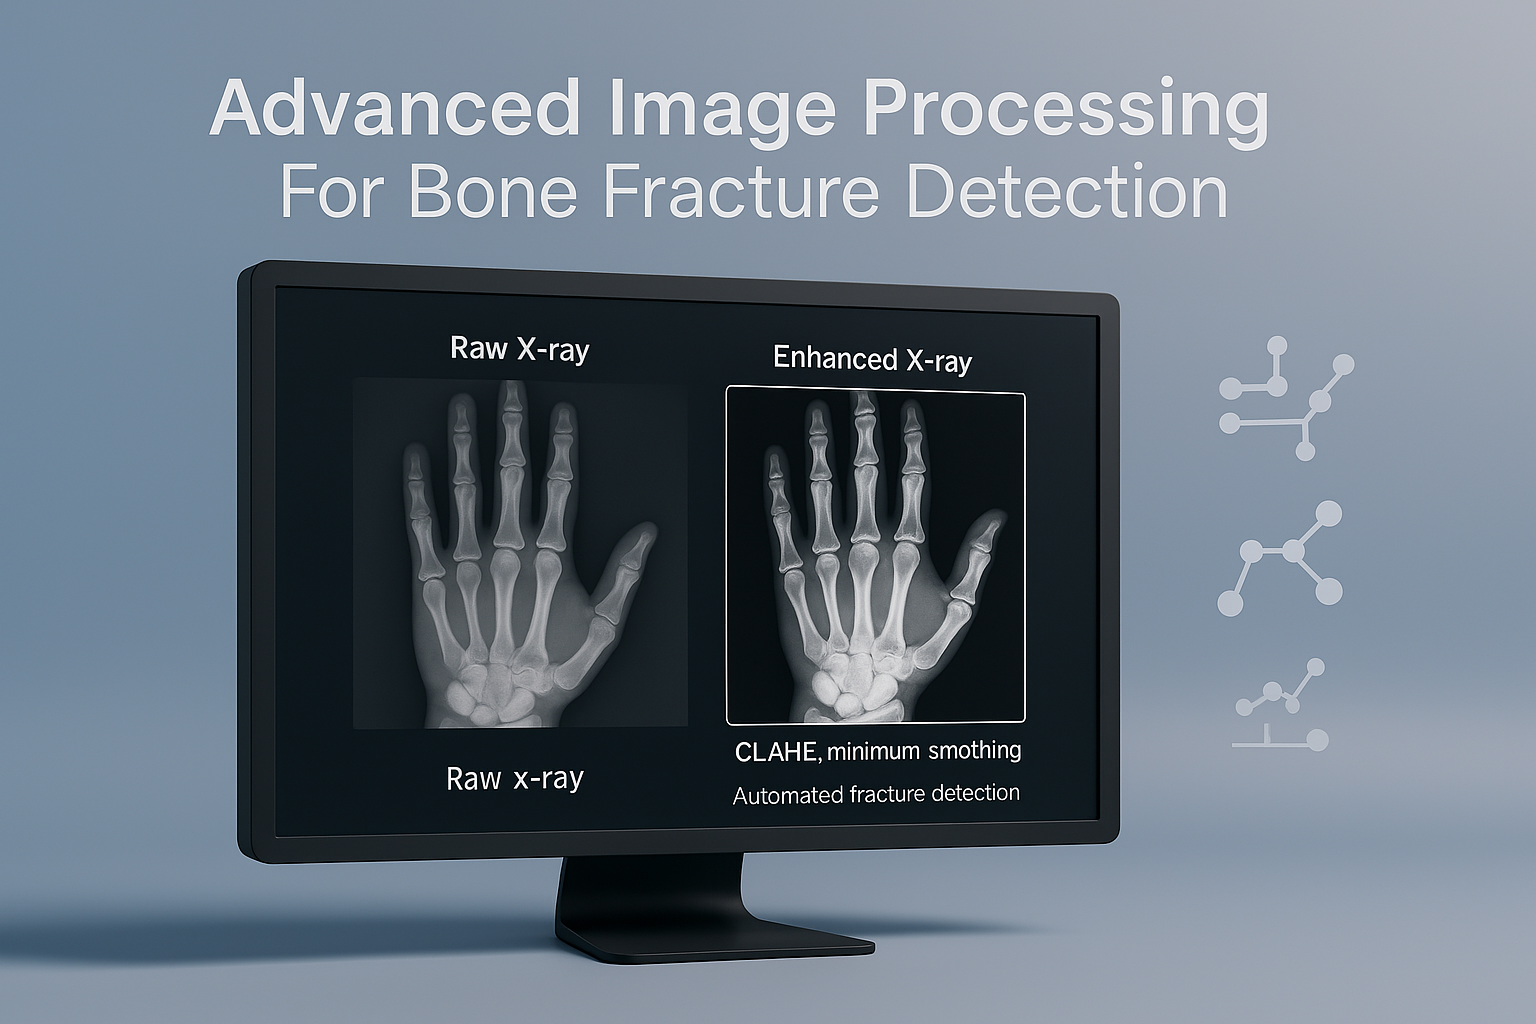 Advanced Image Processing
For Bone Fracture Detection
Raw X-ray
Enhanced X-ray
Raw x-ray
CLAHE, minimum smothing
Automated fracture detection